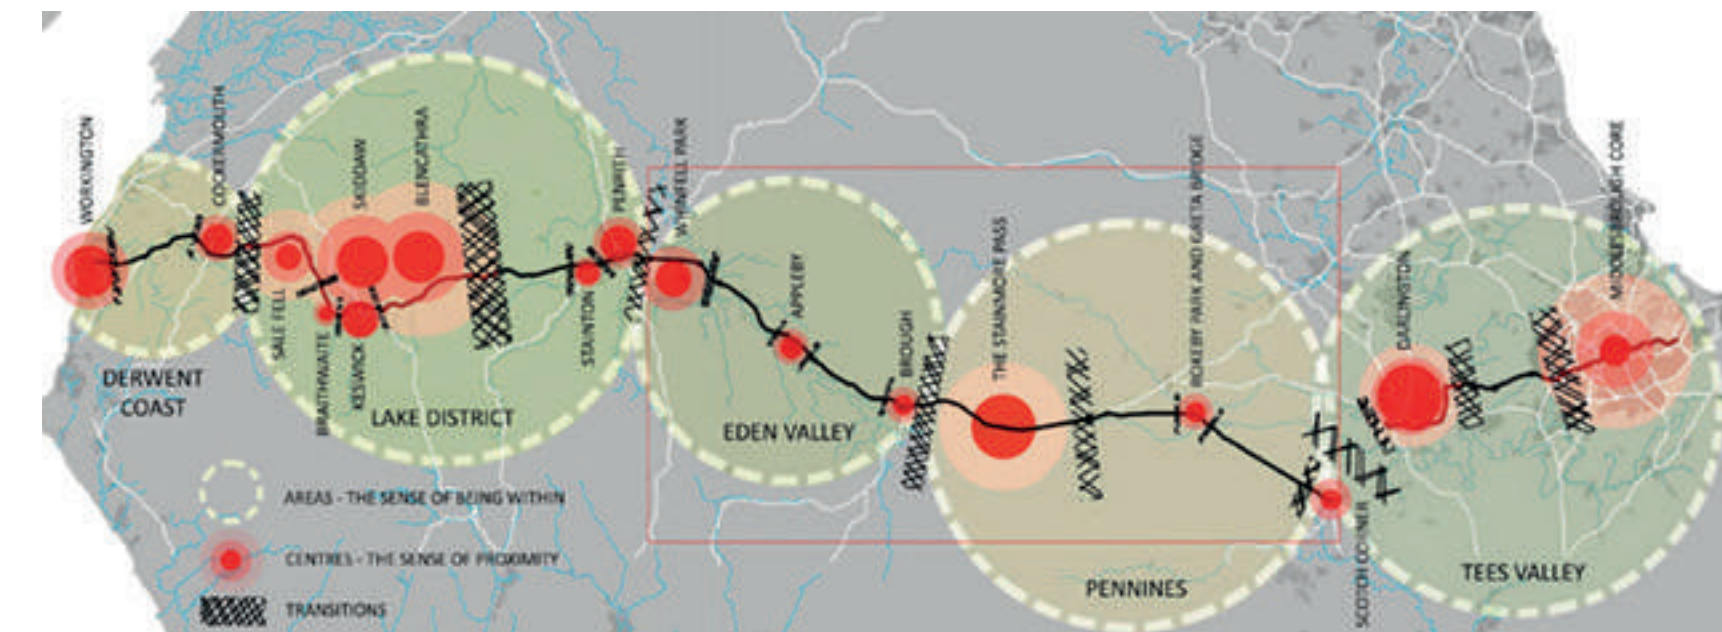 WORKINGTON
COCKERMOUTH
SALE FELL
BRAITHWAITE
SKIDDAW
KESWICK
BLENCATHRA
STAINTON
PENRITH
WHINFELL PARK
APPLEBY
BROUGH
THE STAINMORE PASS
ROKEBY PARK AND GRETA BRIDGE
SCOTCH CORNER
DARLINGTON
MIDDLESBROUGH CORE
DERWENT
COAST
LAKE DISTRICT
EDEN VALLEY
PENNINES
TEES VALLEY
AREAS - THE SENSE OF BEING WITHIN
CENTRES - THE SENSE OF PROXIMITY
TRANSITIONS